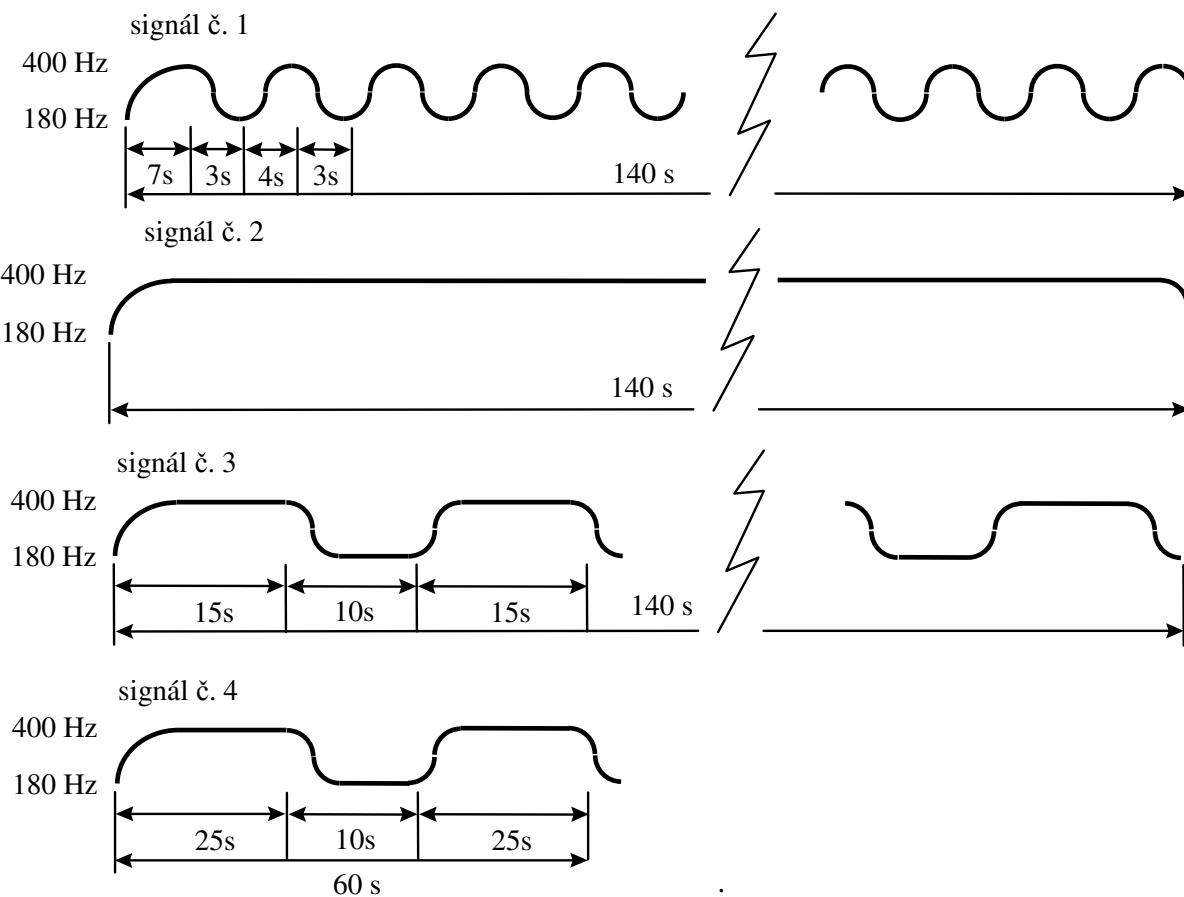 signál č. 1
400 Hz
180 Hz
7s 3s 4s 3s 140 s
signál č. 2
400 Hz
180 Hz
140 s
signál č. 3
400 Hz
180 Hz
15s 10s 15s 140 s
signál č. 4
400 Hz
180 Hz
25s 10s 25s
60 s .